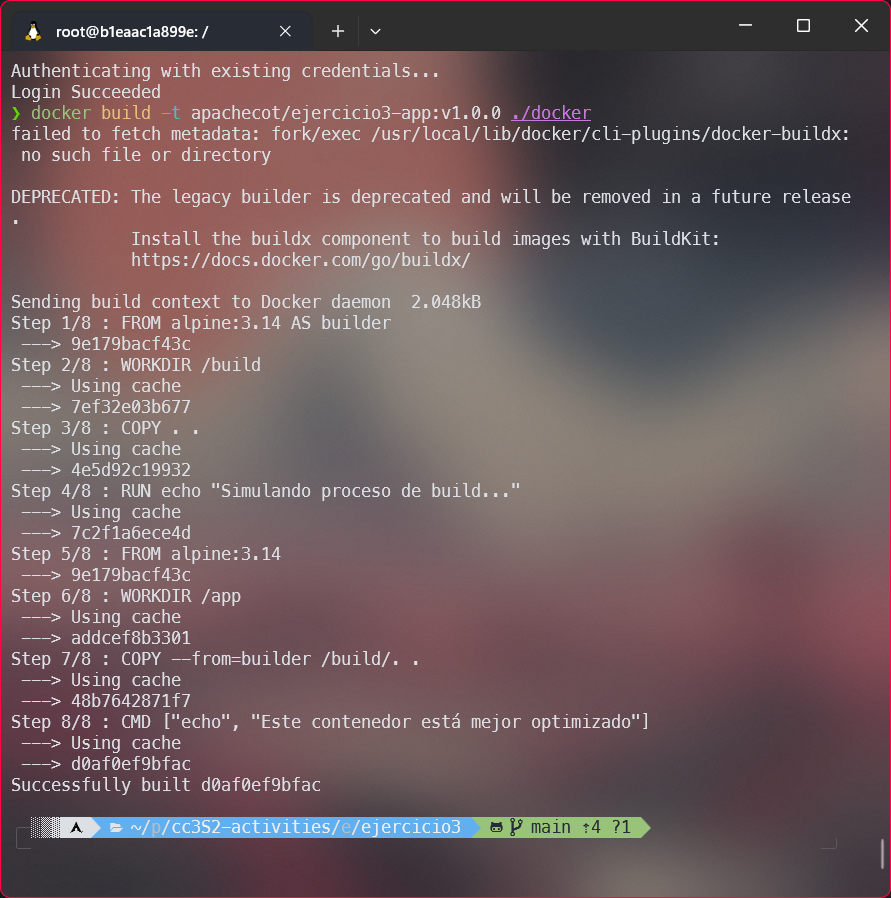 root@b1eaac1a899e: /
Authenticating with existing credentials...
Login Succeeded
❯ docker build -t apachecot/ejercicio3-app:v1.0.0 ./docker
failed to fetch metadata: fork/exec /usr/local/lib/docker/cli-plugins/docker-buildx:
no such file or directory
DEPRECATED: The legacy builder is deprecated and will be removed in a future release
.
Install the buildx component to build images with BuildKit:
https://docs.docker.com/go/buildx/
Sending build context to Docker daemon  2.048kB
Step 1/8 : FROM alpine:3.14 AS builder
---> 9e179bacf43c
Step 2/8 : WORKDIR /build
---> Using cache
---> 7ef32e03b677
Step 3/8 : COPY . .
---> Using cache
---> 4e5d92c19932
Step 4/8 : RUN echo "Simulando proceso de build..."
---> Using cache
---> 7c2f1a6ece4d
Step 5/8 : FROM alpine:3.14
---> 9e179bacf43c
Step 6/8 : WORKDIR /app
---> Using cache
---> addcef8b3301
Step 7/8 : COPY --from=builder /build/. .
---> Using cache
---> 48b7642871f7
Step 8/8 : CMD ["echo", "Este contenedor está mejor optimizado"]
---> Using cache
---> d0af0ef9bfac
Successfully built d0af0ef9bfac
~/p/cc3S2-activities/e/ejercicio3 main ⇡4 ?1